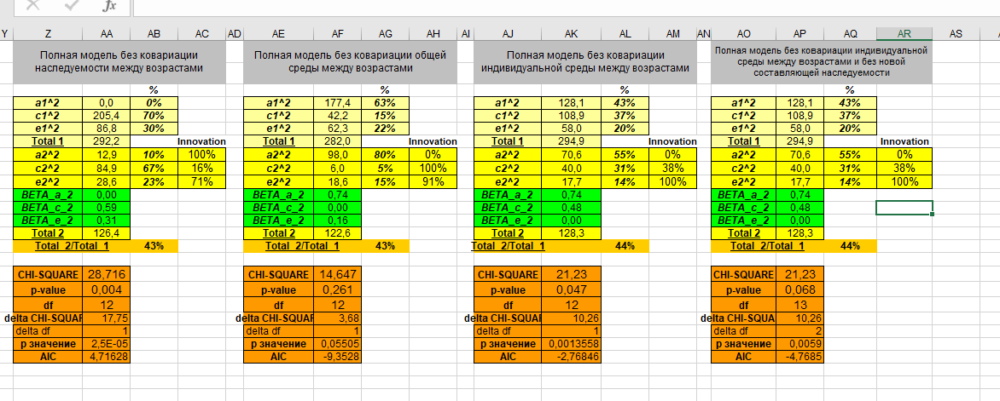 fx
Y Z AA AB AC AD AE AF AG AH AI AJ AK AL AM AN AO AP AQ AR AS
Полная модель без ковариации наследуемости между возрастами
Полная модель без ковариации общей среды между возрастами
Полная модель без ковариации индивидуальной среды между возрастами
Полная модель без ковариации индивидуальной среды между возрастами и без новой составляющей наследуемости
% % % %
a1^2 0,0 0% a1^2 177,4 63% a1^2 128,1 43% a1^2 128,1 43%
c1^2 205,4 70% c1^2 42,2 15% c1^2 108,9 37% c1^2 108,9 37%
e1^2 86,8 30% e1^2 62,3 22% e1^2 58,0 20% e1^2 58,0 20%
Total 1 292,2 Innovation Total 1 282,0 Innovation Total 1 294,9 Innovation Total 1 294,9 Innovation
a2^2 12,9 10% 100% a2^2 98,0 80% 0% a2^2 70,6 55% 0% a2^2 70,6 55% 0%
c2^2 84,9 67% 16% c2^2 6,0 5% 100% c2^2 40,0 31% 38% c2^2 40,0 31% 38%
e2^2 28,6 23% 71% e2^2 18,6 15% 91% e2^2 17,7 14% 100% e2^2 17,7 14% 100%
BETA_a_2 0,00 BETA_a_2 0,74 BETA_a_2 0,74 BETA_a_2 0,74
BETA_c_2 0,59 BETA_c_2 0,00 BETA_c_2 0,48 BETA_c_2 0,48
BETA_e_2 0,31 BETA_e_2 0,16 BETA_e_2 0,00 BETA_e_2 0,00
Total 2 126,4 Total 2 122,6 Total 2 128,3 Total 2 128,3
Total_2/Total_1 43% Total_2/Total_1 43% Total_2/Total_1 44% Total_2/Total_1 44%
CHI-SQUARE 28,716 CHI-SQUARE 14,647 CHI-SQUARE 21,23 CHI-SQUARE 21,23
p-value 0,004 p-value 0,261 p-value 0,047 p-value 0,068
df 12 df 12 df 12 df 13
delta CHI-SQUAR 17,75 delta CHI-SQUAR 3,68 delta CHI-SQUAR 10,26 delta CHI-SQUA 10,26
delta df 1 delta df 1 delta df 1 delta df 2
p значение 2,5E-05 p значение 0,05505 p значение 0,0013558 p значение 0,0059
AIC 4,71628 AIC -9,3528 AIC -2,76846 AIC -4,7685